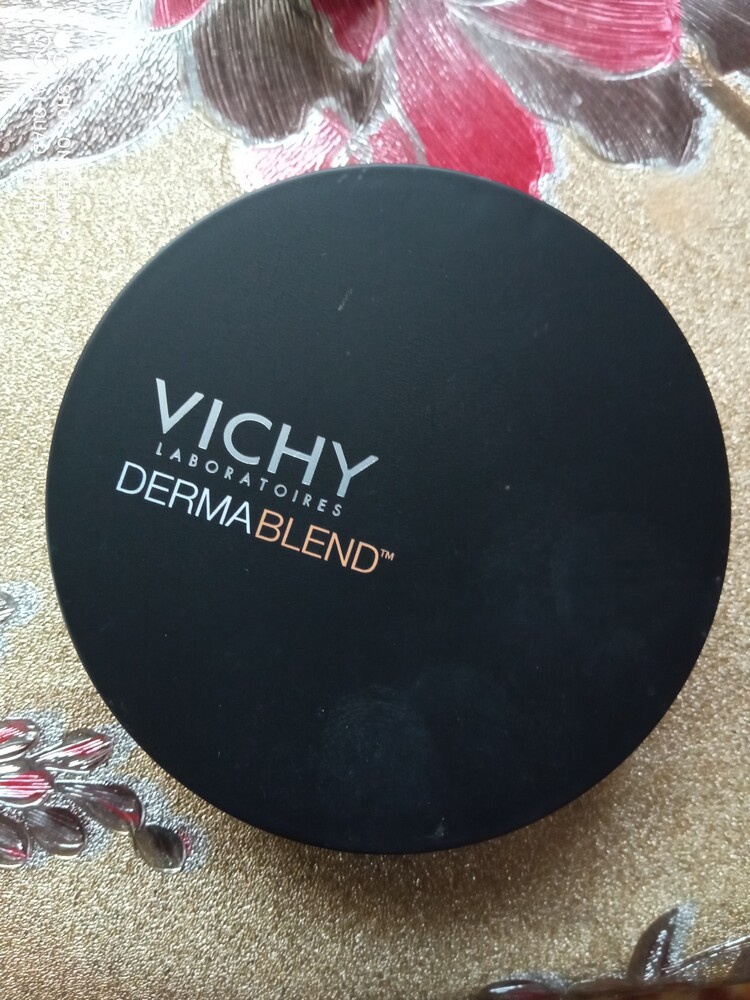 VICHY
LABORATOIRES
DERMABLEND™